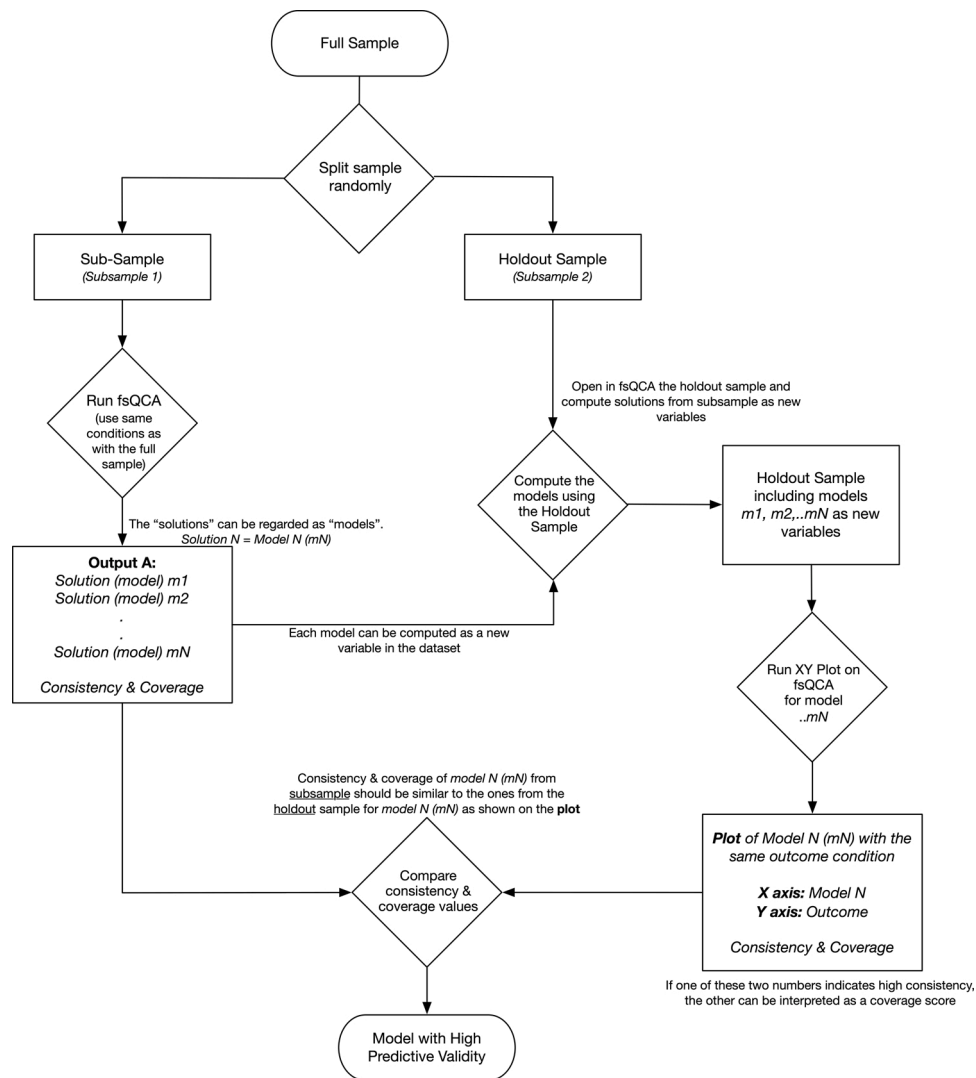 Full Sample
Split sample
randomly
Sub-Sample
(Subsample 1)
Holdout Sample
(Subsample 2)
Run fsQCA
(use same
conditions as
with the full
sample)
Open in fsQCA the holdout sample and
compute solutions from subsample as new
variables
Compute the
models using
the Holdout
Sample
Holdout Sample
including models
m1, m2,..mN as new
variables
The “solutions” can be regarded as “models”.
Solution N = Model N (mN)
Output A:
Solution (model) m1
Solution (model) m2
.
.
Solution (model) mN
Consistency & Coverage
Each model can be computed as a new
variable in the dataset
Run XY Plot on
fsQCA
for model
..mN
Consistency & coverage of model N (mN) from
subsample should be similar to the ones from the
holdout sample for model N (mN) as shown on the plot
Compare
consistency &
coverage values
Plot of Model N (mN) with the
same outcome condition
X axis: Model N
Y axis: Outcome
Consistency & Coverage
If one of these two numbers indicates high consistency,
the other can be interpreted as a coverage score
Model with High
Predictive Validity